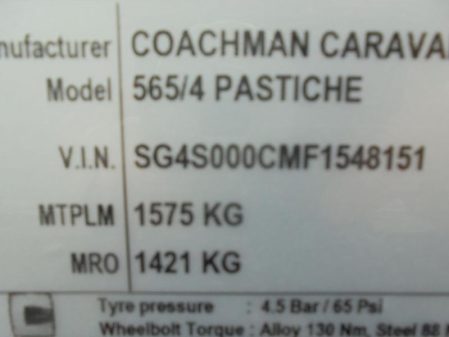 nufacturer COACHMAN CARAVA
Model 565/4 PASTICHE
V.I.N. SG4S000CMF1548151
MTPLM 1575 KG
MRO 1421 KG
Tyre pressure : 4.5 Bar / 65 Psi
Wheelbolt Torque : Alloy 130 Nm, Steel 88